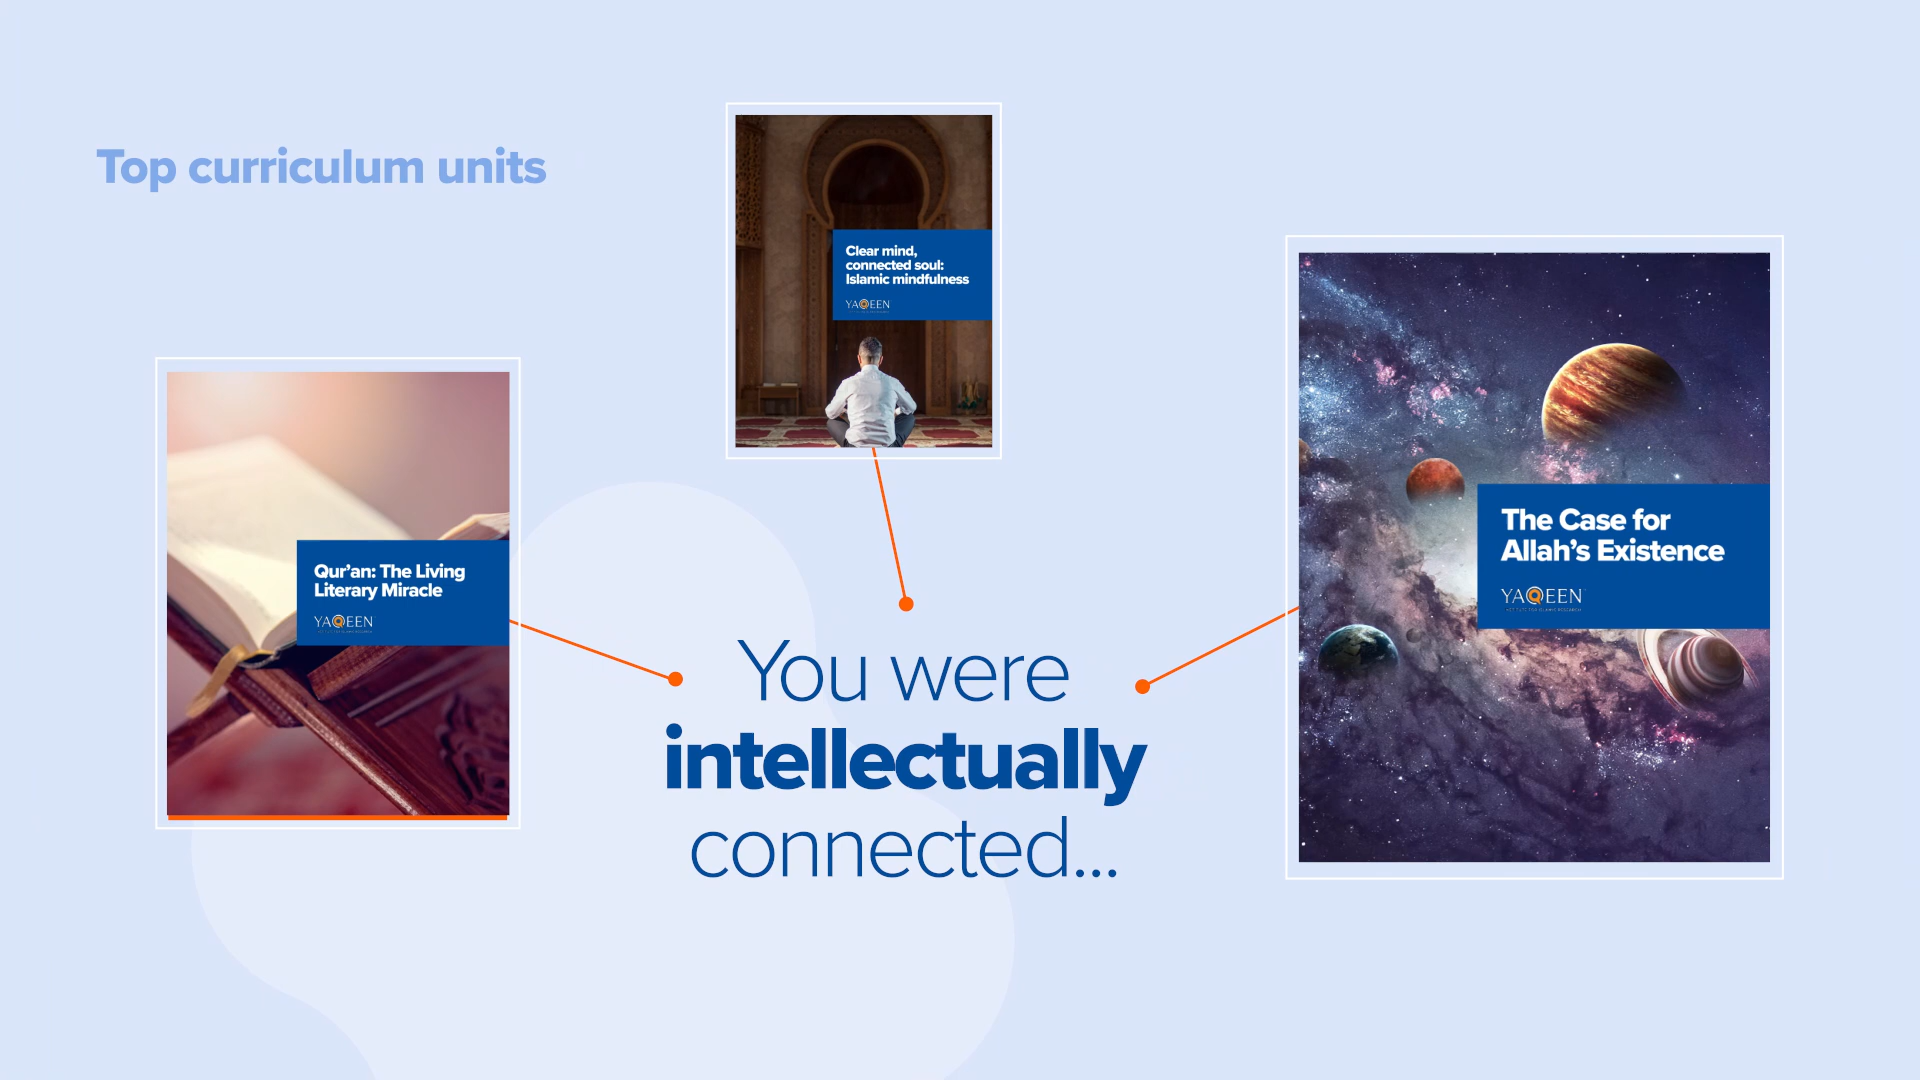 Top curriculum units
Clear mind,
connected soul:
Islamic mindfulness
YAQEEN
Qur’an: The Living
Literary Miracle
YAQEEN
The Case for
Allah’s Existence
YAQEEN
You were
intellectually
connected...